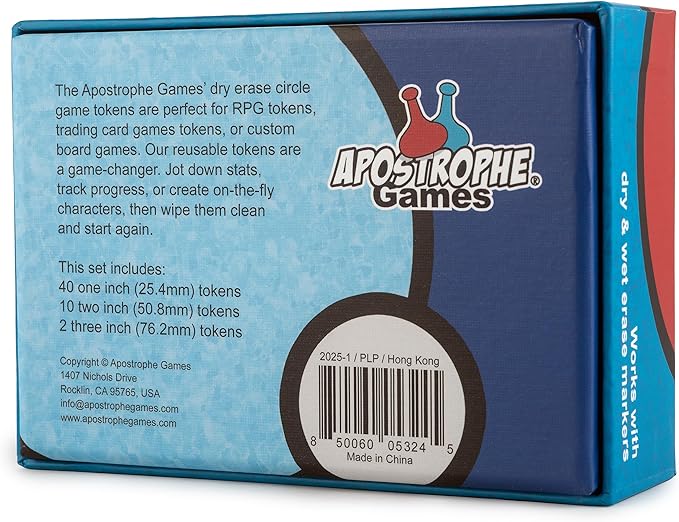 The Apostrophe Games' dry erase circle
game tokens are perfect for RPG tokens,
trading card games tokens, or custom
board games. Our reusable tokens are
a game-changer. Jot down stats,
track progress, or create on-the-fly
characters, then wipe them clean
and start again.
This set includes:
40 one inch (25.4mm) tokens
10 two inch (50.8mm) tokens
2 three inch (76.2mm) tokens
Copyright © Apostrophe Games
1407 Nichols Drive
Rocklin, CA 95765, USA
info@apostrophegames.com
www.apostrophegames.com
APOSTROPHE®
Games
2025-1 / PLP / Hong Kong
8 50060 05324 5
Made in China
Works with
dry & wet erase markers